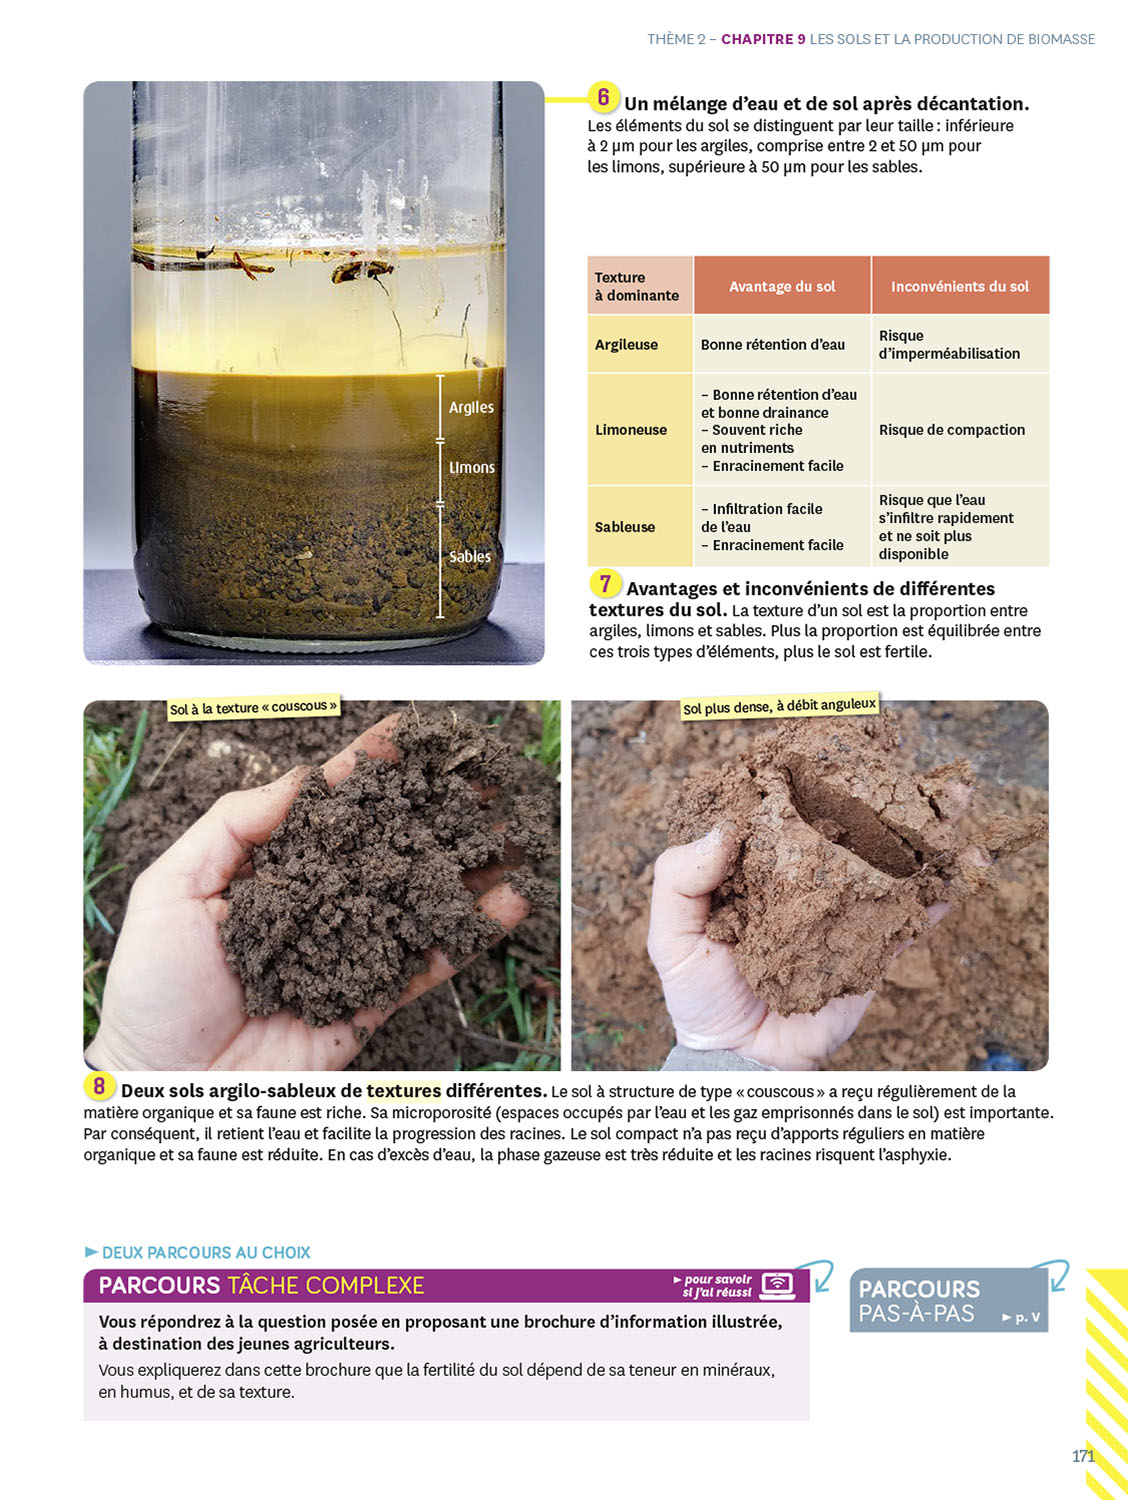 THÈME 2 – CHAPITRE 9 LES SOLS ET LA PRODUCTION DE BIOMASSE
6 Un mélange d'eau et de sol après décantation.
Les éléments du sol se distinguent par leur taille : inférieure
à 2 µm pour les argiles, comprise entre 2 et 50 µm pour
les limons, supérieure à 50 µm pour les sables.
Argiles
Limons
Sables
Texture
à dominante
Avantage du sol
Inconvénients du sol
Argileuse
Bonne rétention d'eau
Risque
d'imperméabilisation
Limoneuse
– Bonne rétention d'eau
et bonne drainance
– Souvent riche
en nutriments
– Enracinement facile
Risque de compaction
Sableuse
– Infiltration facile
de l'eau
– Enracinement facile
Risque que l'eau
s'infiltre rapidement
et ne soit plus
disponible
7 Avantages et inconvénients de différentes
textures du sol. La texture d'un sol est la proportion entre
argiles, limons et sables. Plus la proportion est équilibrée entre
ces trois types d'éléments, plus le sol est fertile.
Sol à la texture « couscous »
Sol plus dense, à débit anguleux
8 Deux sols argilo-sableux de textures différentes. Le sol à structure de type « couscous » a reçu régulièrement de la
matière organique et sa faune est riche. Sa microporosité (espaces occupés par l'eau et les gaz emprisonnés dans le sol) est importante.
Par conséquent, il retient l'eau et facilite la progression des racines. Le sol compact n'a pas reçu d'apports réguliers en matière
organique et sa faune est réduite. En cas d'excès d'eau, la phase gazeuse est très réduite et les racines risquent l'asphyxie.
► DEUX PARCOURS AU CHOIX
PARCOURS TÂCHE COMPLEXE
► pour savoir
si j'ai réussi
Vous répondrez à la question posée en proposant une brochure d'information illustrée,
à destination des jeunes agriculteurs.
Vous expliquerez dans cette brochure que la fertilité du sol dépend de sa teneur en minéraux,
en humus, et de sa texture.
PARCOURS
PAS-À-PAS ► p. V
171